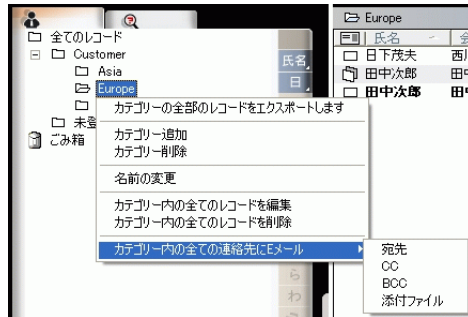 全てのレコード
Customer
Asia
Europe
未登
ごみ箱
氏名
日
ら
わ
カテゴリーの全部のレコードをエクスポートします
カテゴリー追加
カテゴリー削除
名前の変更
カテゴリー内の全てのレコードを編集
カテゴリー内の全てのレコードを削除
カテゴリー内の全ての連絡先にEメール
宛先
CC
BCC
添付ファイル
Europe
氏名
日下茂夫 西川
田中次郎 田中
田中次郎 田中